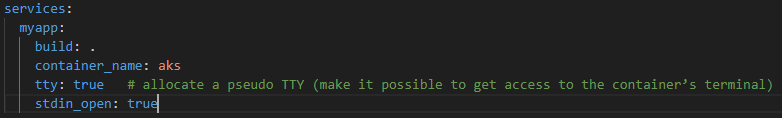 services:
  myapp:
    build: .
    container_name: aks
    tty: true   # allocate a pseudo TTY (make it possible to get access to the container’s terminal)
    stdin_open: true